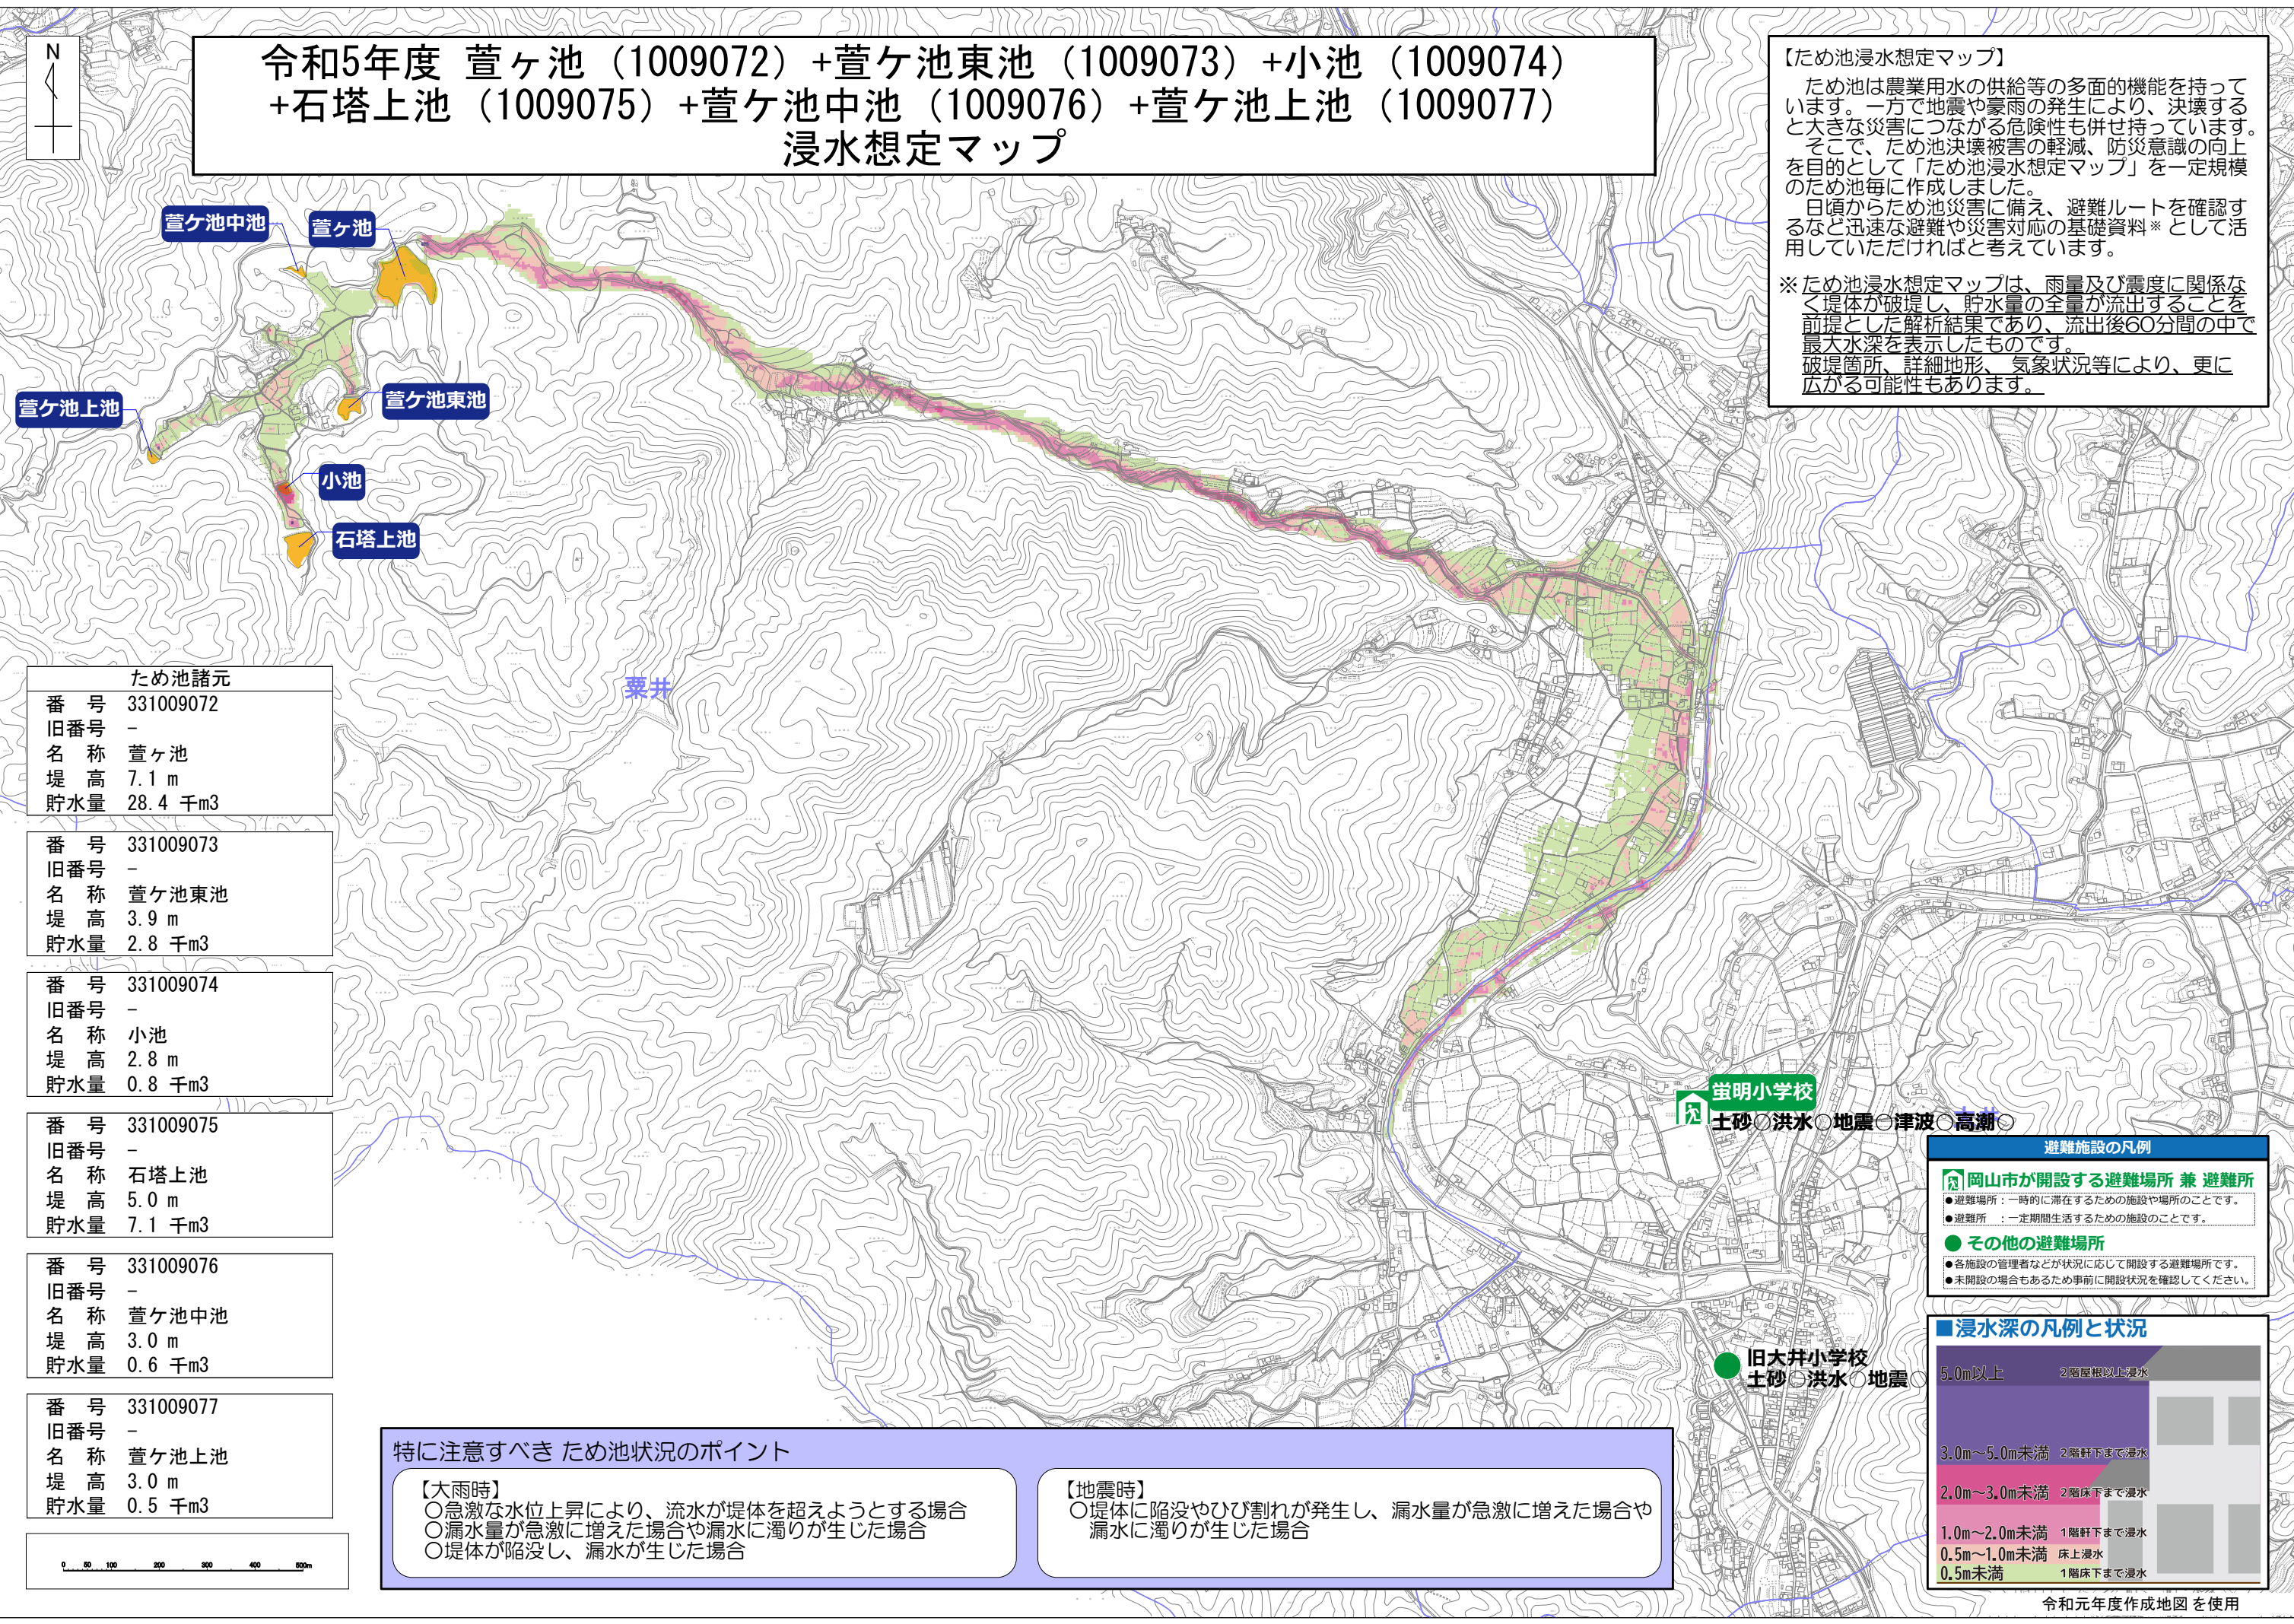 N
令和5年度 萱ヶ池（1009072）+萱ケ池東池（1009073）+小池（1009074）
+石塔上池（1009075）+萱ケ池中池（1009076）+萱ケ池上池（1009077）
浸水想定マップ
【ため池浸水想定マップ】
ため池は農業用水の供給等の多面的機能を持って
います。一方で地震や豪雨の発生により、決壊する
と大きな災害につながる危険性も併せ持っています。
そこで、ため池決壊被害の軽減、防災意識の向上
を目的として「ため池浸水想定マップ」を一定規模
のため池毎に作成しました。
日頃からため池災害に備え、避難ルートを確認す
るなど迅速な避難や災害対応の基礎資料※として活
用していただければと考えています。
※ため池浸水想定マップは、雨量及び震度に関係な
く堤体が破堤し、貯水量の全量が流出することを
前提とした解析結果であり、流出後60分間の中で
最大水深を表示したものです。
破堤箇所、詳細地形、気象状況等により、更に
広がる可能性もあります。
萱ケ池中池
萱ヶ池
萱ケ池上池
萱ケ池東池
小池
石塔上池
粟井
ため池諸元
番 号 331009072
旧番号 -
名 称 萱ヶ池
堤 高 7.1 m
貯水量 28.4 千m3
番 号 331009073
旧番号 -
名 称 萱ケ池東池
堤 高 3.9 m
貯水量 2.8 千m3
番 号 331009074
旧番号 -
名 称 小池
堤 高 2.8 m
貯水量 0.8 千m3
番 号 331009075
旧番号 -
名 称 石塔上池
堤 高 5.0 m
貯水量 7.1 千m3
番 号 331009076
旧番号 -
名 称 萱ケ池中池
堤 高 3.0 m
貯水量 0.6 千m3
番 号 331009077
旧番号 -
名 称 萱ケ池上池
堤 高 3.0 m
貯水量 0.5 千m3
0 50 100 200 300 400 500m
蛍明小学校
土砂○洪水○地震○津波○高潮○
旧大井小学校
土砂○洪水○地震○
避難施設の凡例
岡山市が開設する避難場所 兼 避難所
●避難場所：一時的に滞在するための施設や場所のことです。
●避難所 ：一定期間生活するための施設のことです。
● その他の避難場所
●各施設の管理者などが状況に応じて開設する避難場所です。
●未開設の場合もあるため事前に開設状況を確認してください。
■浸水深の凡例と状況
5.0m以上 2階屋根以上浸水
3.0m～5.0m未満 2階軒下まで浸水
2.0m～3.0m未満 2階床下まで浸水
1.0m～2.0m未満 1階軒下まで浸水
0.5m～1.0m未満 床上浸水
0.5m未満 1階床下まで浸水
特に注意すべき ため池状況のポイント
【大雨時】
○急激な水位上昇により、流水が堤体を超えようとする場合
○漏水量が急激に増えた場合や漏水に濁りが生じた場合
○堤体が陥没し、漏水が生じた場合
【地震時】
○堤体に陥没やひび割れが発生し、漏水量が急激に増えた場合や
漏水に濁りが生じた場合
令和元年度作成地図を使用